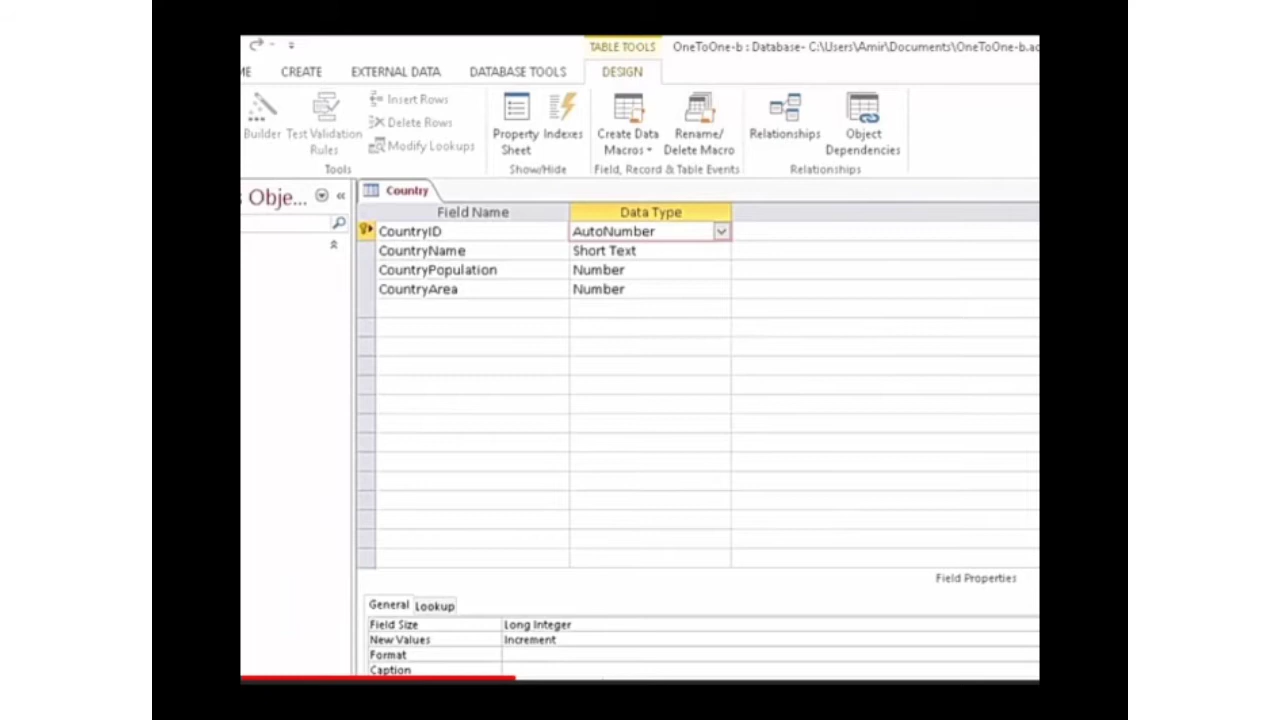 TABLE TOOLS OneToOne-b : Database- C:\Users\Amir\Documents\OneToOne-b.ac
ME CREATE EXTERNAL DATA DATABASE TOOLS DESIGN
Insert Rows
Delete Rows
Modify Lookups
Builder Test Validation Rules
Property Sheet Indexes
Create Data Macros Rename/ Delete Macro
Relationships Object Dependencies
Tools Show/Hide Field, Record & Table Events Relationships
s Obje... «
Country
Field Name Data Type
CountryID AutoNumber
CountryName Short Text
CountryPopulation Number
CountryArea Number
Field Properties
General Lookup
Field Size Long Integer
New Values Increment
Format
Caption